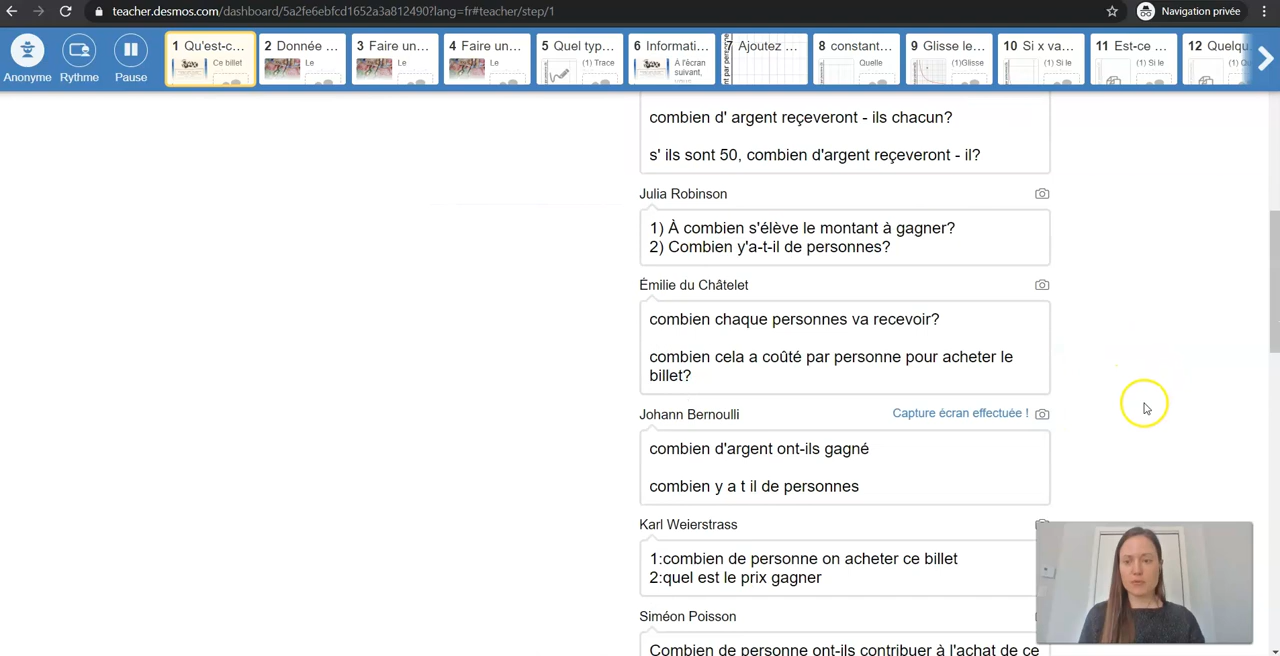 teacher.desmos.com/dashboard/5a2fe6ebfcd1652a3a812490?lang=fr#teacher/step/1
Navigation privée
Anonyme
Rythme
Pause
1 Qu'est-c...
Ce billet
2 Donnée ...
Le
3 Faire un...
Le
4 Faire un...
Le
5 Quel typ...
(1) Trace
6 Informati...
À l'écran
suivant,
7 Ajoutez ...
8 constant...
Quelle
9 Glisse le...
(1)Glisse
10 Si x va...
(1) Si le
11 Est-ce ...
(1) Si le
12 Quelqu
combien d' argent reçeveront - ils chacun?
s' ils sont 50, combien d'argent reçeveront - il?
Julia Robinson
1) À combien s'élève le montant à gagner?
2) Combien y'a-t-il de personnes?
Émilie du Châtelet
combien chaque personnes va recevoir?
combien cela a coûté par personne pour acheter le
billet?
Johann Bernoulli
Capture écran effectuée !
combien d'argent ont-ils gagné
combien y a t il de personnes
Karl Weierstrass
1:combien de personne on acheter ce billet
2:quel est le prix gagner
Siméon Poisson
Combien de personne ont-ils contribuer à l'achat de ce